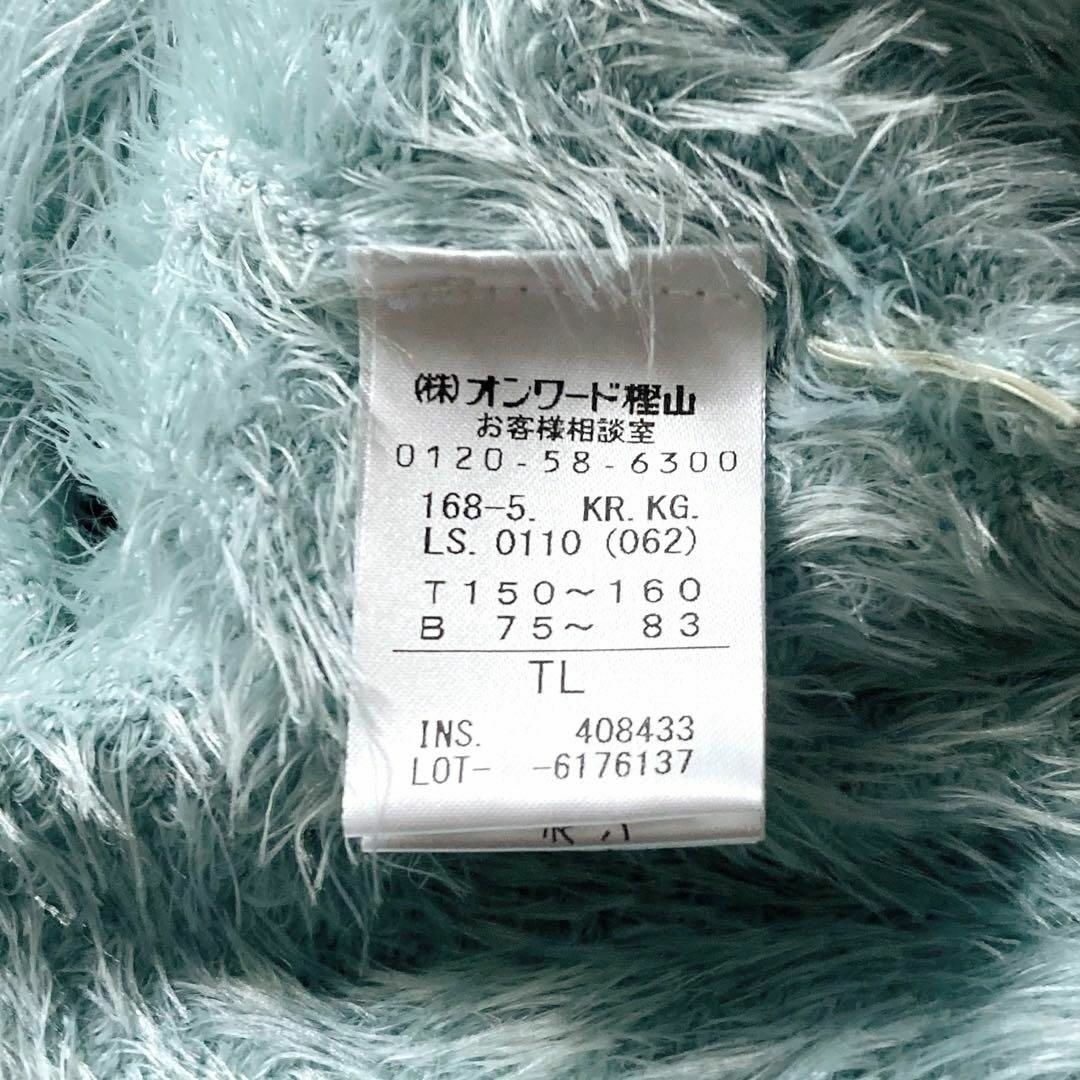 (株)オンワード樫山
お客様相談室
0120-58-6300
168-5. KR.KG.
LS. 0110 (062)
T150～160
B 75～ 83
TL
INS. 408433
LOT- -6176137